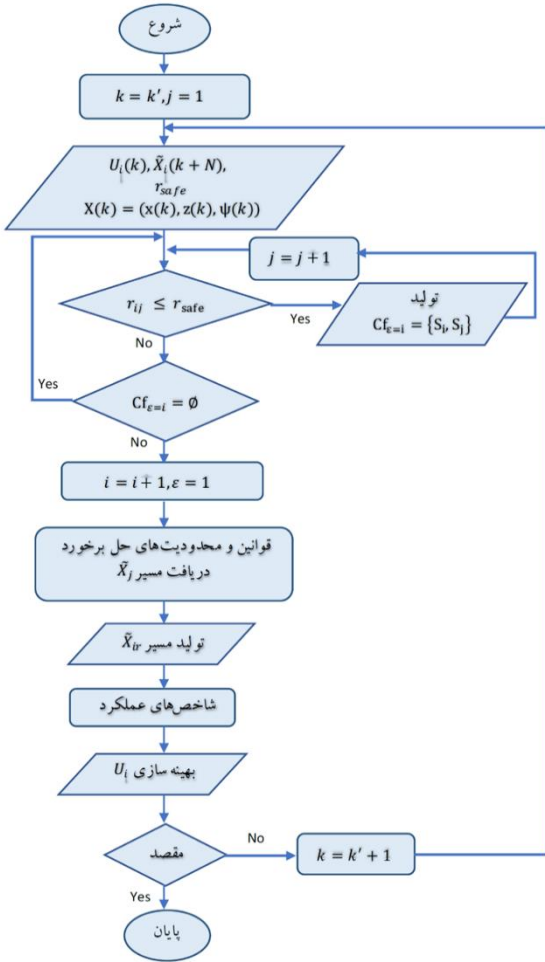 شروع
k = k′, j = 1
U_i(k), X̃_i(k + N),
r_safe
X(k) = (x(k), z(k), ψ(k))
j = j + 1
r_ij ≤ r_safe
Yes
تولید
Cf_ε=i = {S_i, S_j}
No
Yes
Cf_ε=i = ∅
No
i = i + 1, ε = 1
قوانین و محدودیت‌های حل برخورد
دریافت مسیر X̃_j
تولید مسیر X̃_ir
شاخص‌های عملکرد
بهینه سازی U_i
مقصد
No
k = k′ + 1
Yes
پایان